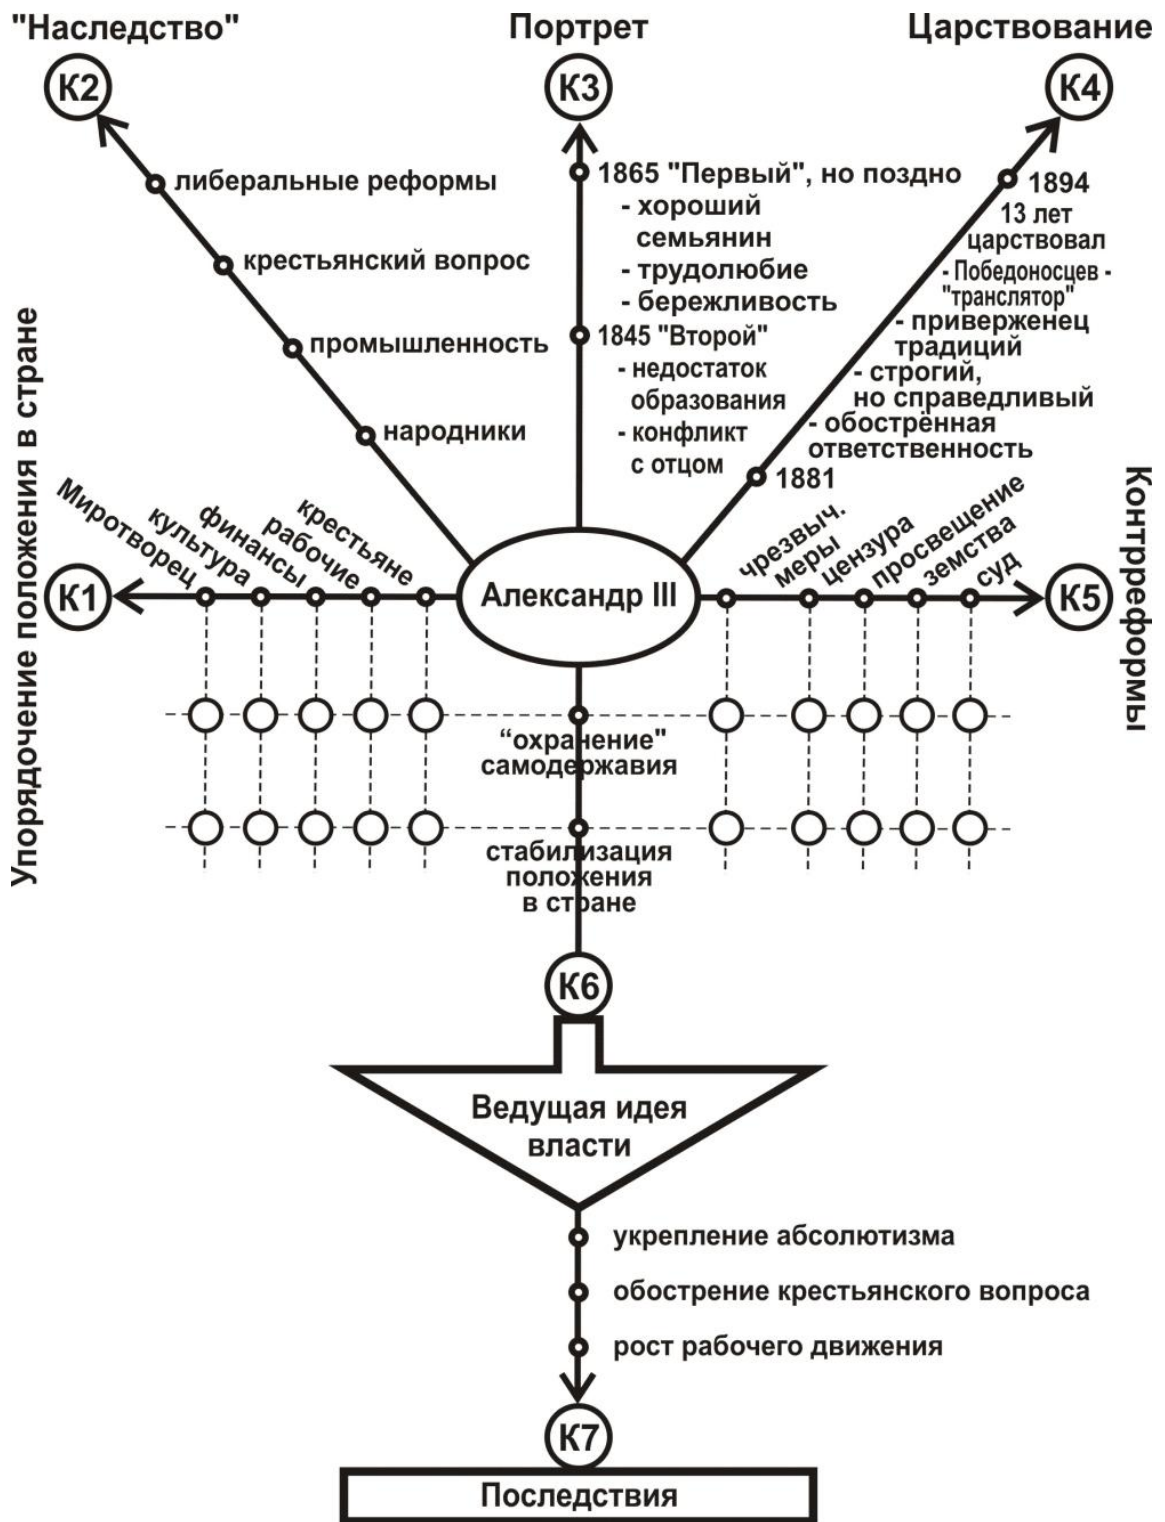 "Наследство"
Портрет
Царствование
К2
К3
К4
либеральные реформы
крестьянский вопрос
промышленность
народники
1865 "Первый", но поздно
- хороший
семьянин
- трудолюбие
- бережливость
1845 "Второй"
- недостаток
образования
- конфликт
с отцом
1894
13 лет
царствовал
- Победоносцев -
"транслятор"
- приверженец
традиций
- строгий,
но справедливый
- обострённая
ответственность
1881
Упорядочение положения в стране
К1
Миротворец
культура
финансы
рабочие
крестьяне
Александр III
чрезвыч.
меры
цензура
просвещение
земства
суд
К5
Контрреформы
“охранение"
самодержавия
стабилизация
положения
в стране
К6
Ведущая идея
власти
укрепление абсолютизма
обострение крестьянского вопроса
рост рабочего движения
К7
Последствия